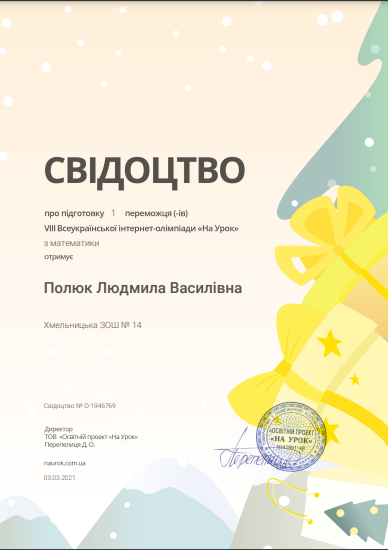 СВІДОЦТВО
про підготовку 1 переможця (-ів)
VIII Всеукраїнської інтернет-олімпіади «На Урок»
з математики
отримує
Полюк Людмила Василівна
Хмельницька ЗОШ № 14
Свідоцтво № О-1946769
Директор
ТОВ «Освітній проект «На Урок»
Перепелиця Д. О.
naurok.com.ua
03.03.2021
«ОСВІТНІЙ ПРОЕКТ
«НА УРОК»